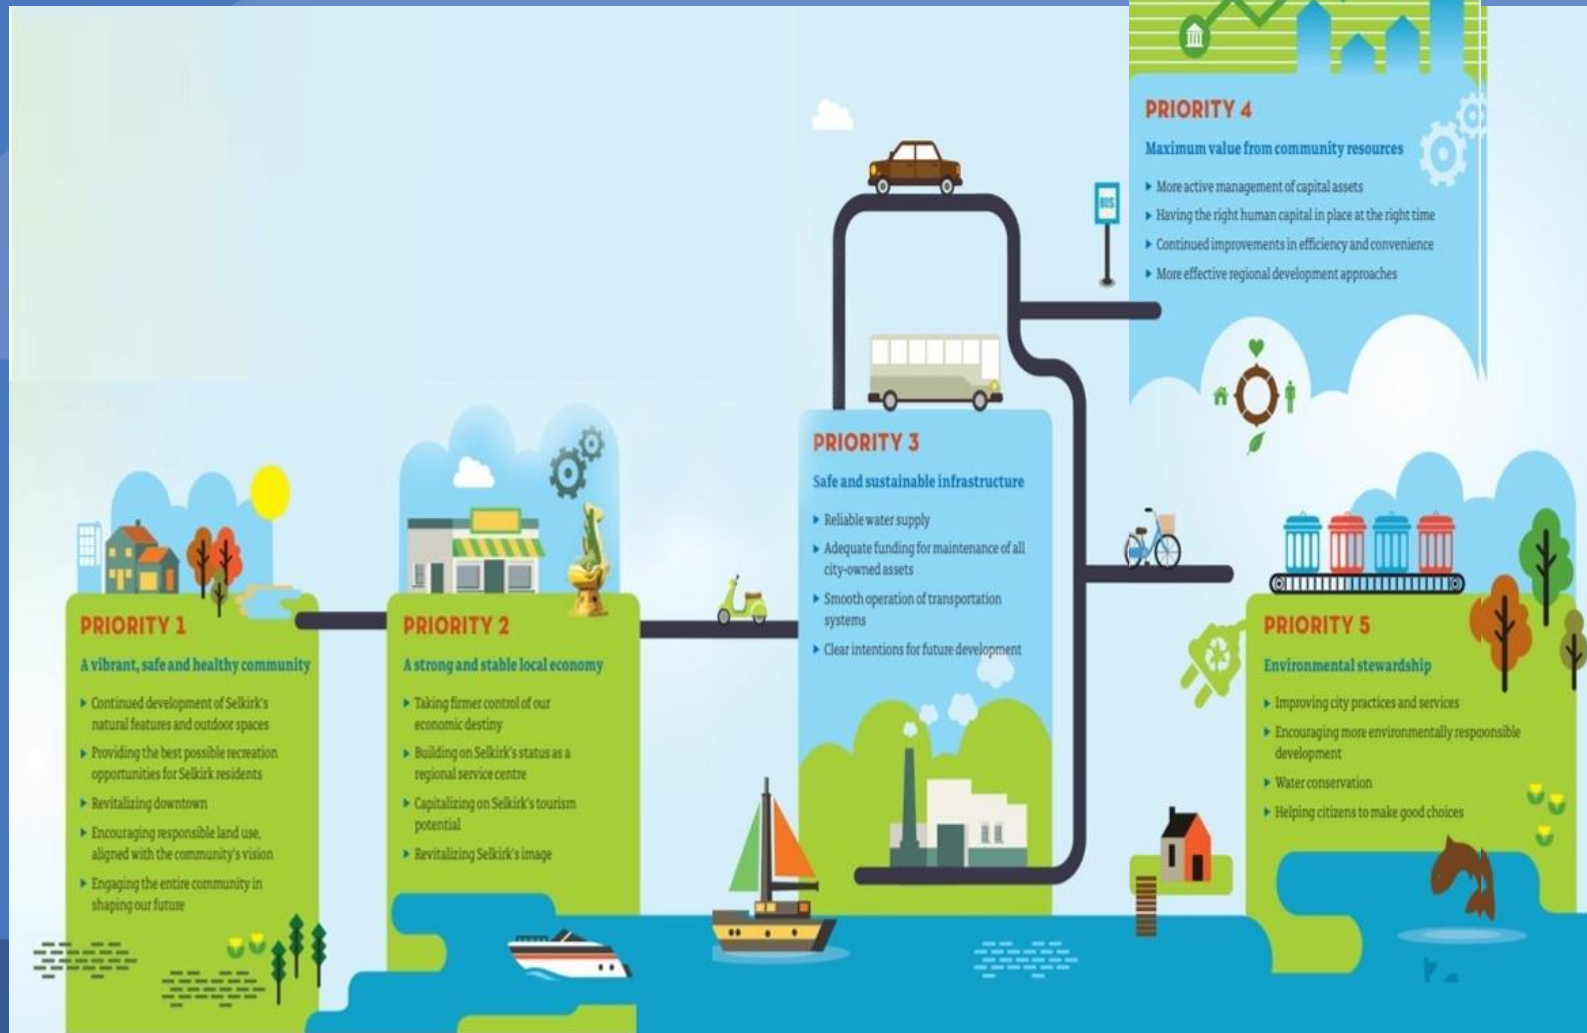 PRIORITY 1
A vibrant, safe and healthy community
Continued development of Selkirk's
natural features and outdoor spaces
Providing the best possible recreation
opportunities for Selkirk residents
Revitalizing downtown
Encouraging responsible land use,
aligned with the community's vision
Engaging the entire community in
shaping our future
PRIORITY 2
A strong and stable local economy
Taking firmer control of our
economic destiny
Building on Selkirk's status as a
regional service centre
Capitalizing on Selkirk's tourism
potential
Revitalizing Selkirk's image
PRIORITY 3
Safe and sustainable infrastructure
Reliable water supply
Adequate funding for maintenance of all
city-owned assets
Smooth operation of transportation
systems
Clear intentions for future development
BUS
PRIORITY 4
Maximum value from community resources
More active management of capital assets
Having the right human capital in place at the right time
Continued improvements in efficiency and convenience
More effective regional development approaches
PRIORITY 5
Environmental stewardship
Improving city practices and services
Encouraging more environmentally respoonsible
development
Water conservation
Helping citizens to make good choices